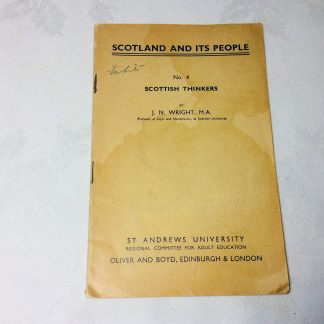 SCOTLAND AND ITS PEOPLE
No. 4
SCOTTISH THINKERS
BY
J. N. WRIGHT, M.A.
Professor of Logic and Metaphysics, St Andrews University
ST ANDREWS UNIVERSITY
REGIONAL COMMITTEE FOR ADULT EDUCATION
OLIVER AND BOYD, EDINBURGH & LONDON